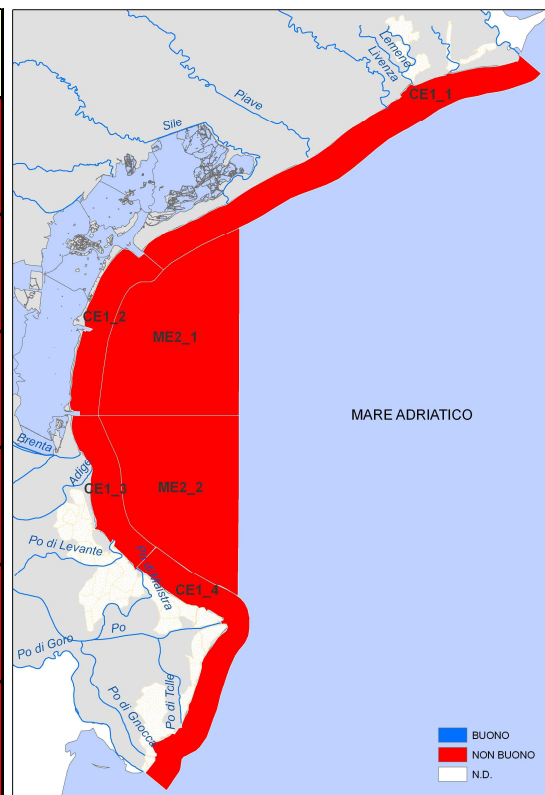 Lemene
Livenza
CE1_1
Piave
Sile
CE1_2
ME2_1
MARE ADRIATICO
Brenta
Adige
CE1_3
ME2_2
Po di Levante
Po di Maistra
CE1_4
Po
Po di Goro
Po di Tolle
Po di Gnocca
BUONO
NON BUONO
N.D.